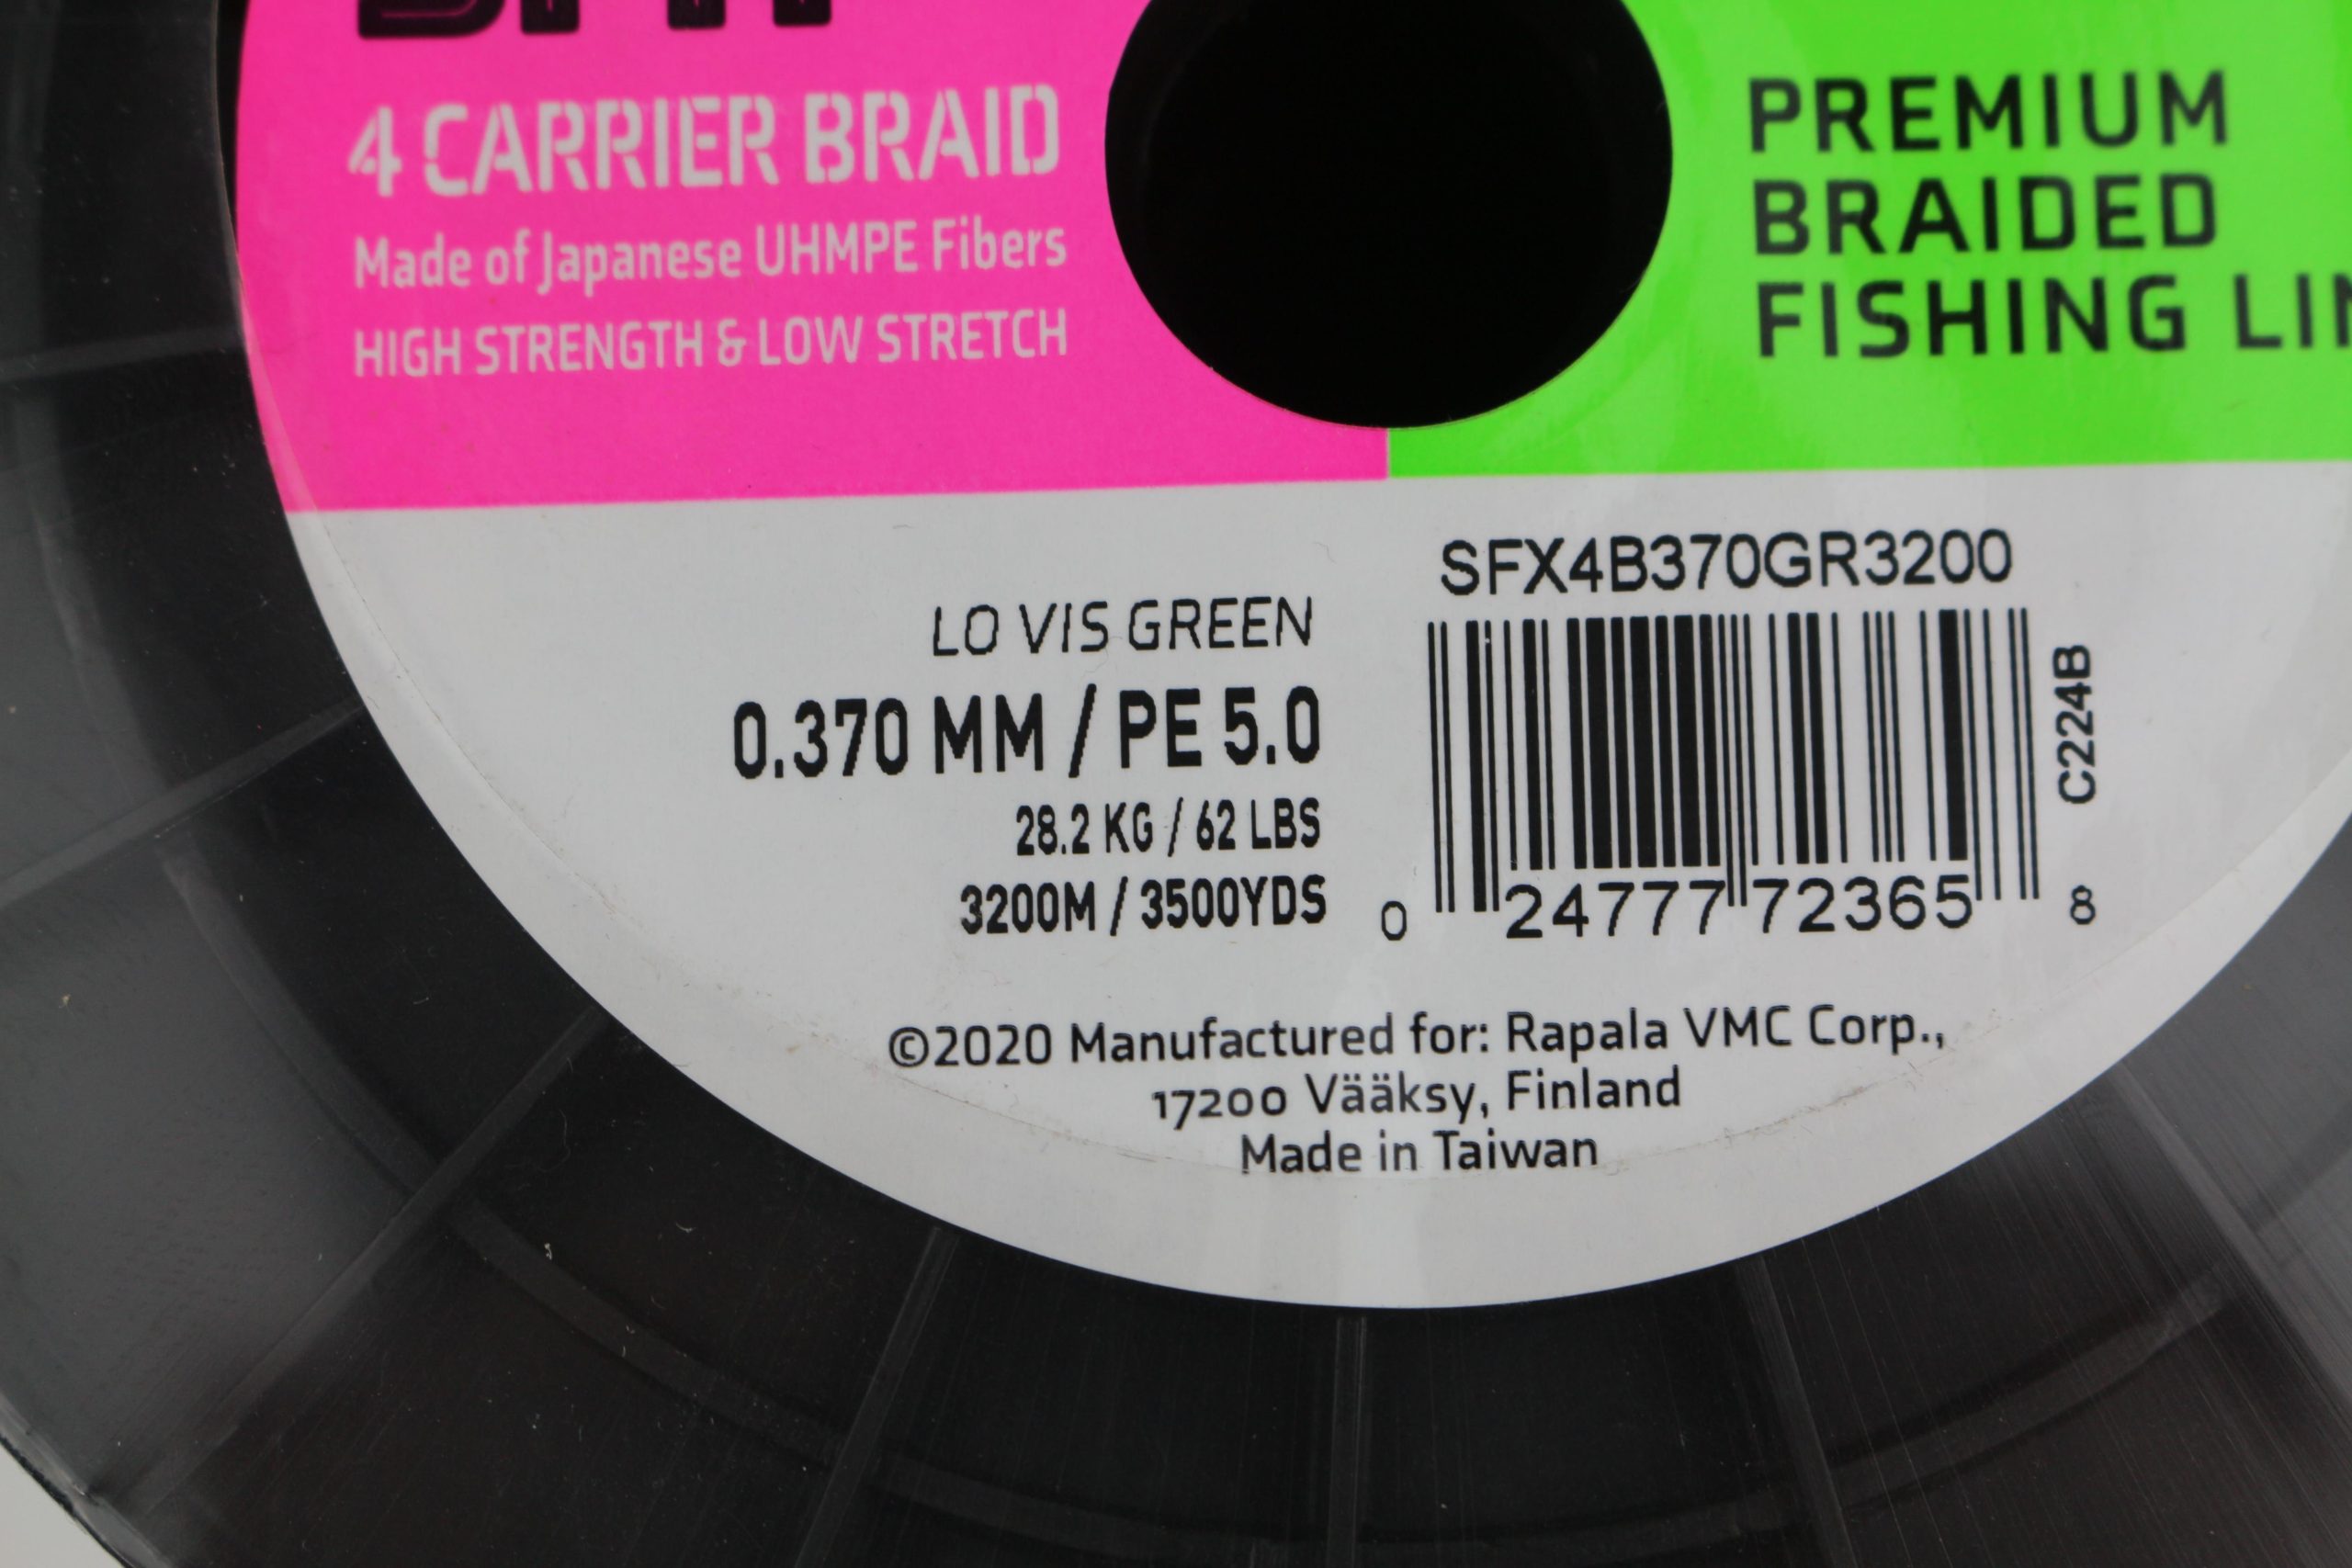 4 CARRIER BRAID
Made of Japanese UHMPE Fibers
HIGH STRENGTH & LOW STRETCH
PREMIUM
BRAIDED
FISHING
LO VIS GREEN
0.370 MM / PE 5.0
28.2 KG / 62 LBS
3200M / 3500YDS
SFX4B370GR3200
C224B
0 24777 72365 8
©2020 Manufactured for: Rapala VMC Corp.,
17200 Vääksy, Finland
Made in Taiwan